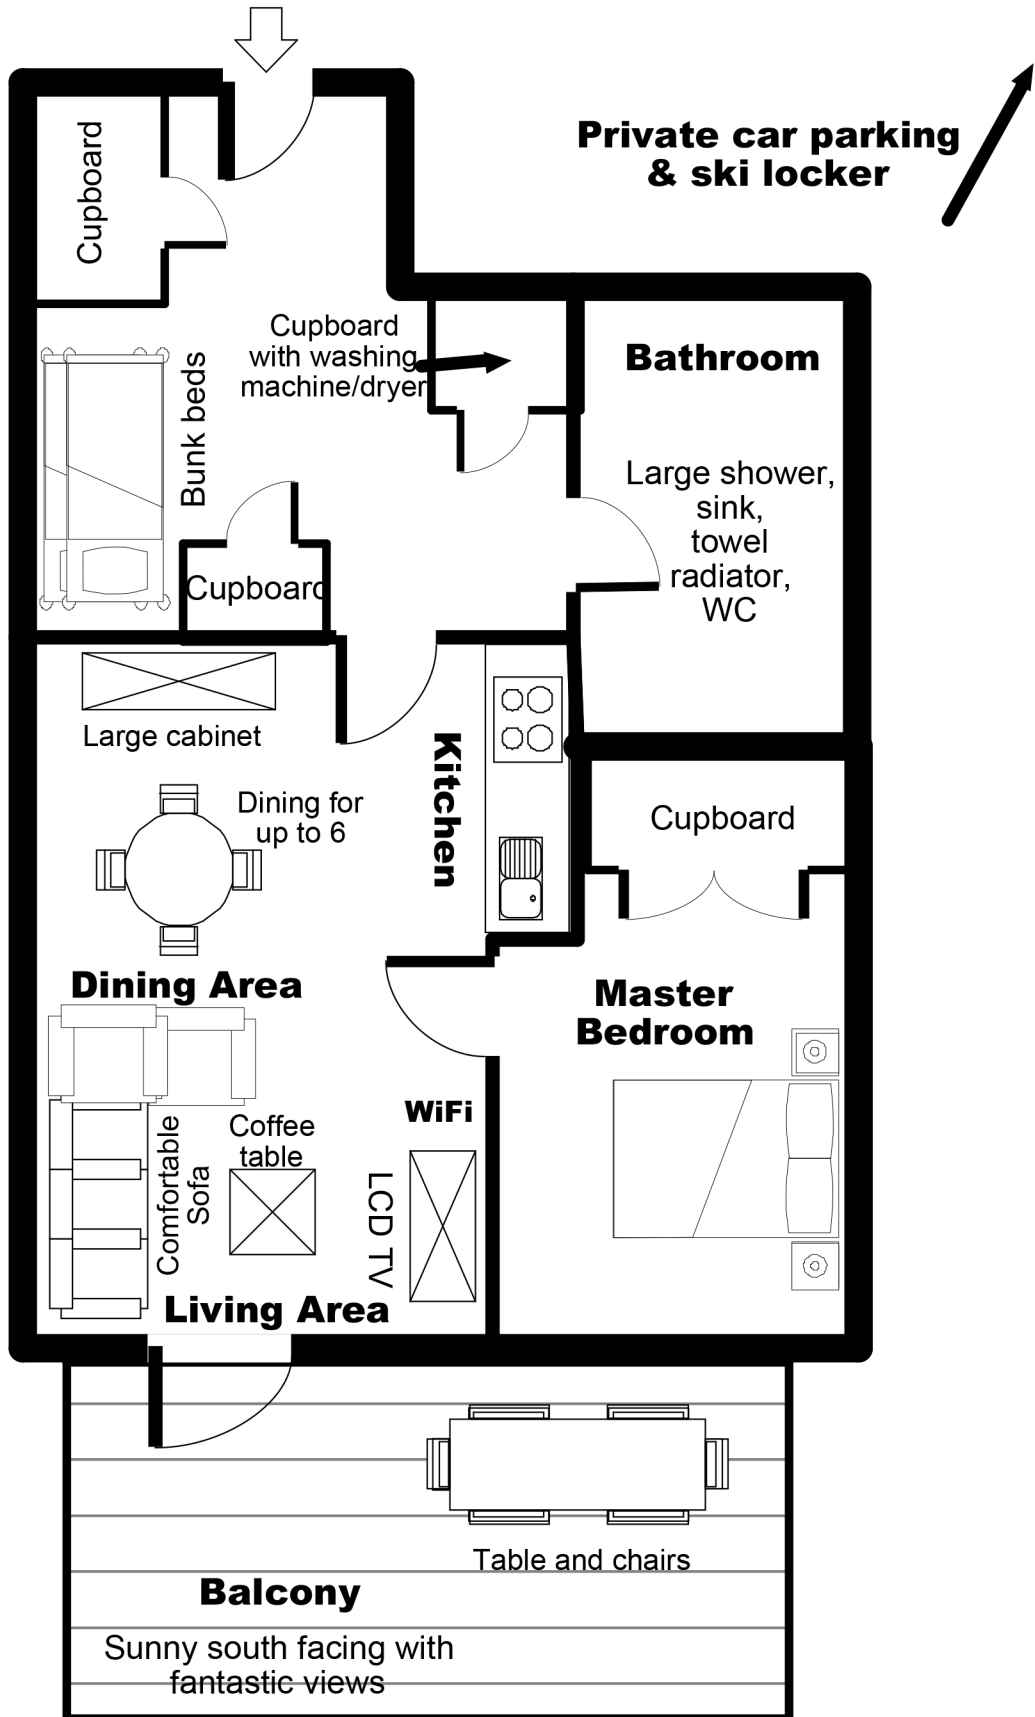 Private car parking
& ski locker
Cupboard
Cupboard
with washing
machine/dryer
Bathroom
Bunk beds
Large shower,
sink,
towel
radiator,
WC
Cupboard
Large cabinet
Kitchen
Dining for
up to 6
Cupboard
Dining Area
Master
Bedroom
WiFi
Coffee
table
Comfortable
Sofa
LCD TV
Living Area
Table and chairs
Balcony
Sunny south facing with
fantastic views